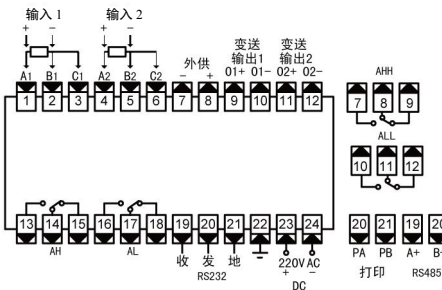 输入 1 输入 2
+ − + −
变送 变送
外供 输出1 输出2
− + 01+ 01- 02+ 02-
A1 B1 C1 A2 B2 C2
1 2 3 4 5 6 7 8 9 10 11 12
AHH
7 8 9
ALL
10 11 12
13 14 15 16 17 18 19 20 21 22 23 24
AH AL 收 发 地 220V AC
+ −
RS232 DC
20 21 19 20
PA PB A+ B-
打印 RS485